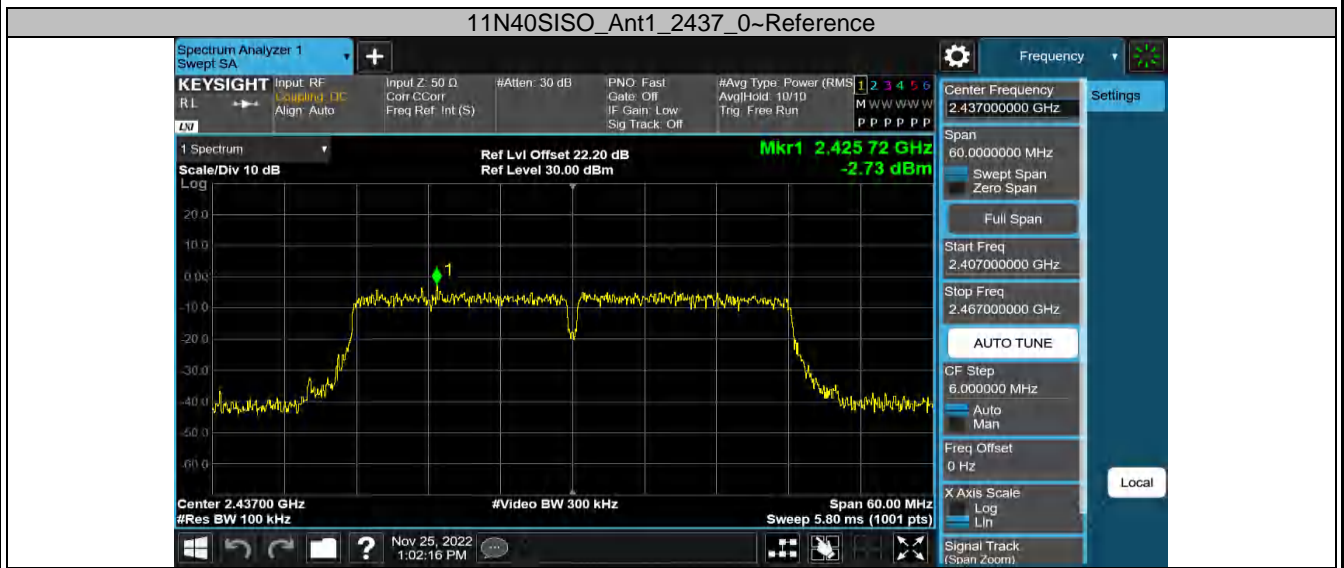 11N40SISO_Ant1_2437_0~Reference
Spectrum Analyzer 1
Swept SA
+
Frequency
KEYSIGHT
RL
LXI
Input: RF
Coupling: DC
Align: Auto
Input Z: 50 Ω
Corr CCorr
Freq Ref: Int (S)
#Atten: 30 dB
PNO: Fast
Gate: Off
IF Gain: Low
Sig Track: Off
#Avg Type: Power (RMS
Avg|Hold: 10/10
Trig: Free Run
1 2 3 4 5 6
M W W W W W
P P P P P P
1 Spectrum
Scale/Div 10 dB
Log
Ref Lvl Offset 22.20 dB
Ref Level 30.00 dBm
Mkr1 2.425 72 GHz
-2.73 dBm
20.0
10.0
0.00
-10.0
-20.0
-30.0
-40.0
-50.0
-60.0
1
Center 2.43700 GHz
#Res BW 100 kHz
#Video BW 300 kHz
Span 60.00 MHz
Sweep 5.80 ms (1001 pts)
Center Frequency
2.437000000 GHz
Settings
Span
60.0000000 MHz
Swept Span
Zero Span
Full Span
Start Freq
2.407000000 GHz
Stop Freq
2.467000000 GHz
AUTO TUNE
CF Step
6.000000 MHz
Auto
Man
Freq Offset
0 Hz
X Axis Scale
Log
Lin
Signal Track
(Span Zoom)
Local
?
Nov 25, 2022
1:02:16 PM